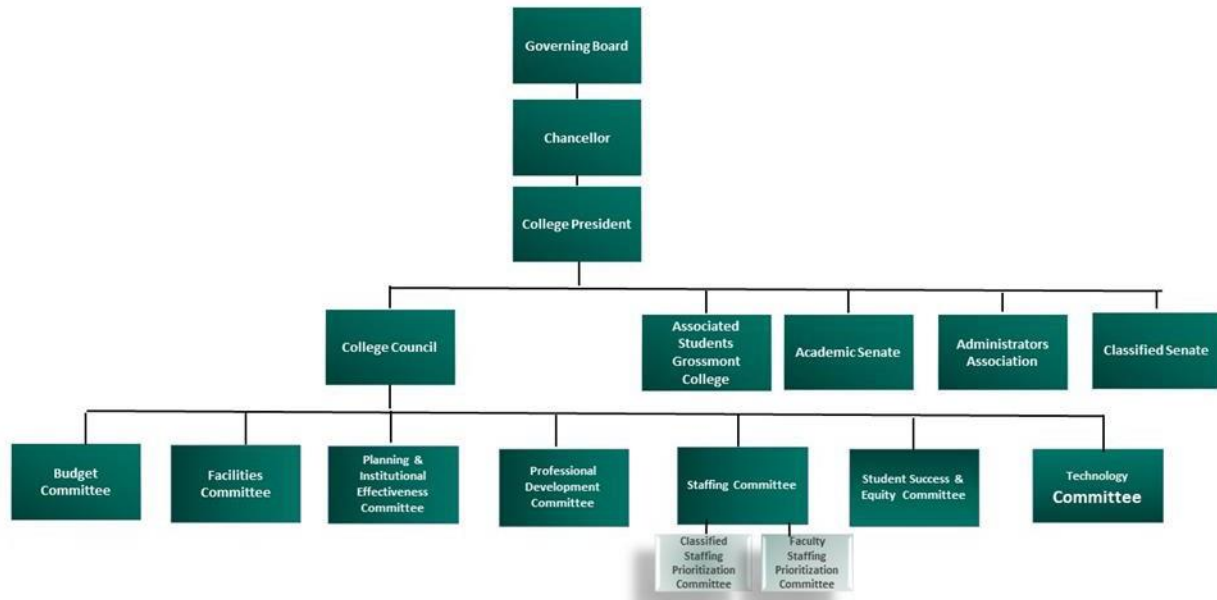 Governing Board
Chancellor
College President
College Council
Associated
Students
Grossmont
College
Academic Senate
Administrators
Association
Classified Senate
Budget
Committee
Facilities
Committee
Planning &
Institutional
Effectiveness
Committee
Professional
Development
Committee
Staffing Committee
Student Success &
Equity Committee
Technology
Committee
Classified
Staffing
Prioritization
Committee
Faculty
Staffing
Prioritization
Committee